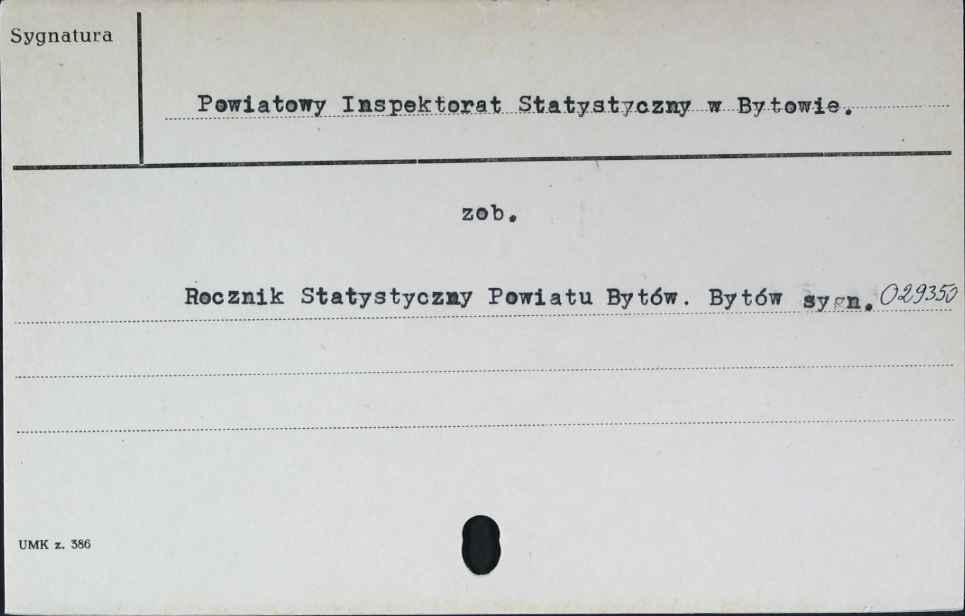 Sygnatura
Powiatowy Inspektorat Statystyczny w Bytowie.
zob.
Rocznik Statystyczny Powiatu Bytów. Bytów sygn. 029350
UMK z. 386